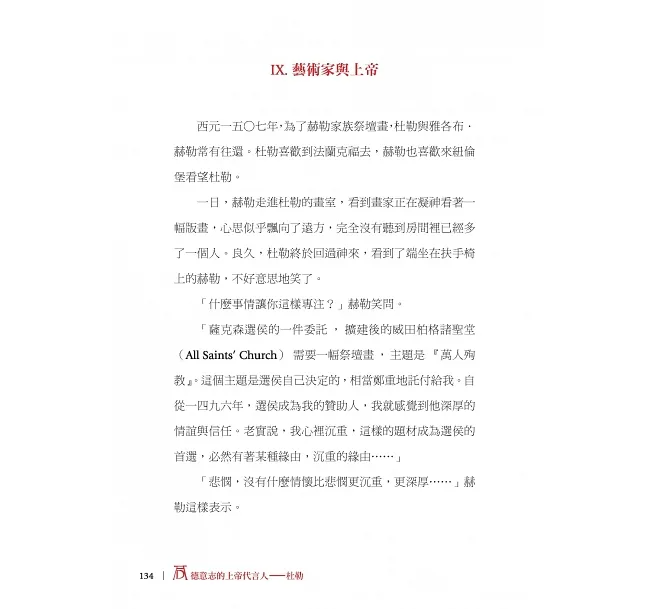 IX. 藝術家與上帝
西元一五〇七年，為了赫勒家族祭壇畫，杜勒與雅各布．
赫勒常有往還。杜勒喜歡到法蘭克福去，赫勒也喜歡來紐倫
堡看望杜勒。
一日，赫勒走進杜勒的畫室，看到畫家正在凝神看著一
幅版畫，心思似乎飄向了遠方，完全沒有聽到房間裡已經多
了一個人。良久，杜勒終於回過神來，看到了端坐在扶手椅
上的赫勒，不好意思地笑了。
「什麼事情讓你這樣專注？」赫勒笑問。
「薩克森選侯的一件委託，擴建後的威田柏格諸聖堂
（All Saints' Church）需要一幅祭壇畫，主題是『萬人殉
教』。這個主題是選侯自己決定的，相當鄭重地託付給我。自
從一四九六年，選侯成為我的贊助人，我就感覺到他深厚的
情誼與信任。老實說，我心裡沉重，這樣的題材成為選侯的
首選，必然有著某種緣由，沉重的緣由……」
「悲憫，沒有什麼情懷比悲憫更沉重，更深厚……」赫
勒這樣表示。
134 | 德意志的上帝代言人——杜勒